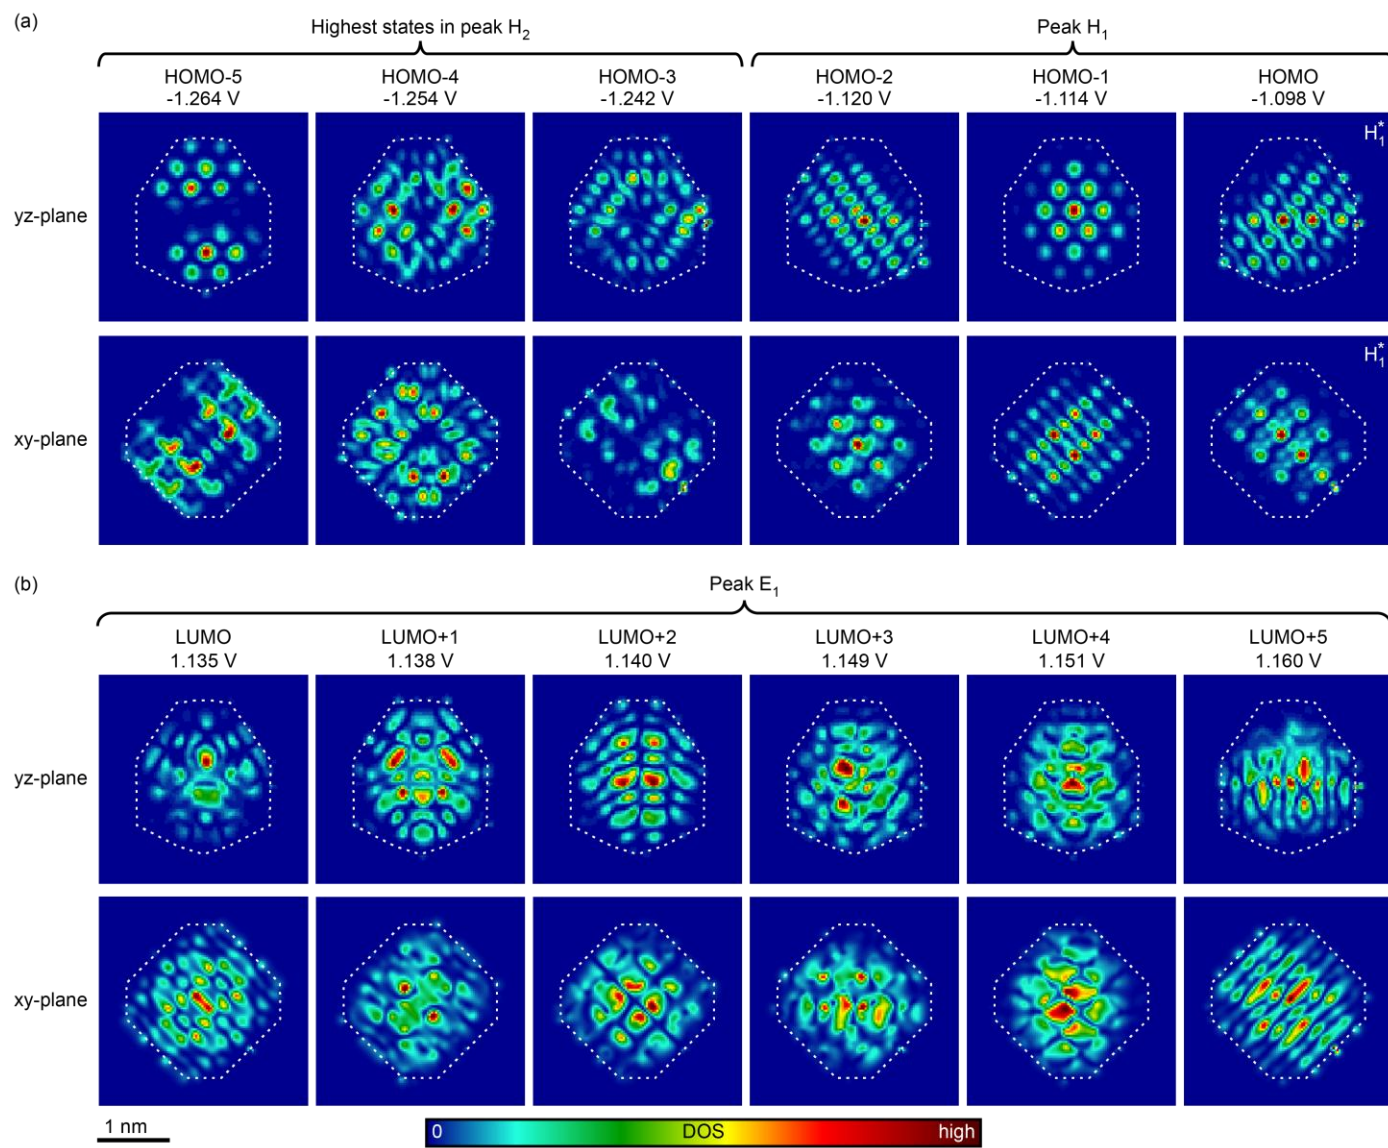 (a)
Highest states in peak H₂
Peak H₁
HOMO-5 HOMO-4 HOMO-3 HOMO-2 HOMO-1 HOMO
-1.264 V -1.254 V -1.242 V -1.120 V -1.114 V -1.098 V
H₁*
yz-plane
H₁*
xy-plane
(b)
Peak E₁
LUMO LUMO+1 LUMO+2 LUMO+3 LUMO+4 LUMO+5
1.135 V 1.138 V 1.140 V 1.149 V 1.151 V 1.160 V
yz-plane
xy-plane
1 nm
0 DOS high